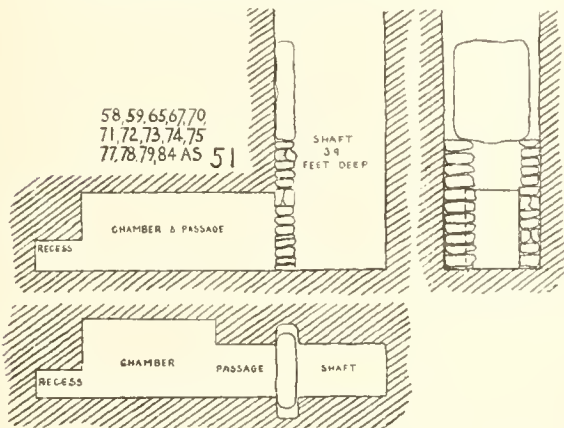 58,59,65,67,70,
71,72,73,74,75
77,78,79,84 AS 51
SHAFT
39
FEET DEEP
CHAMBER & PASSAGE
RECESS
CHAMBER
PASSAGE
SHAFT
RECESS